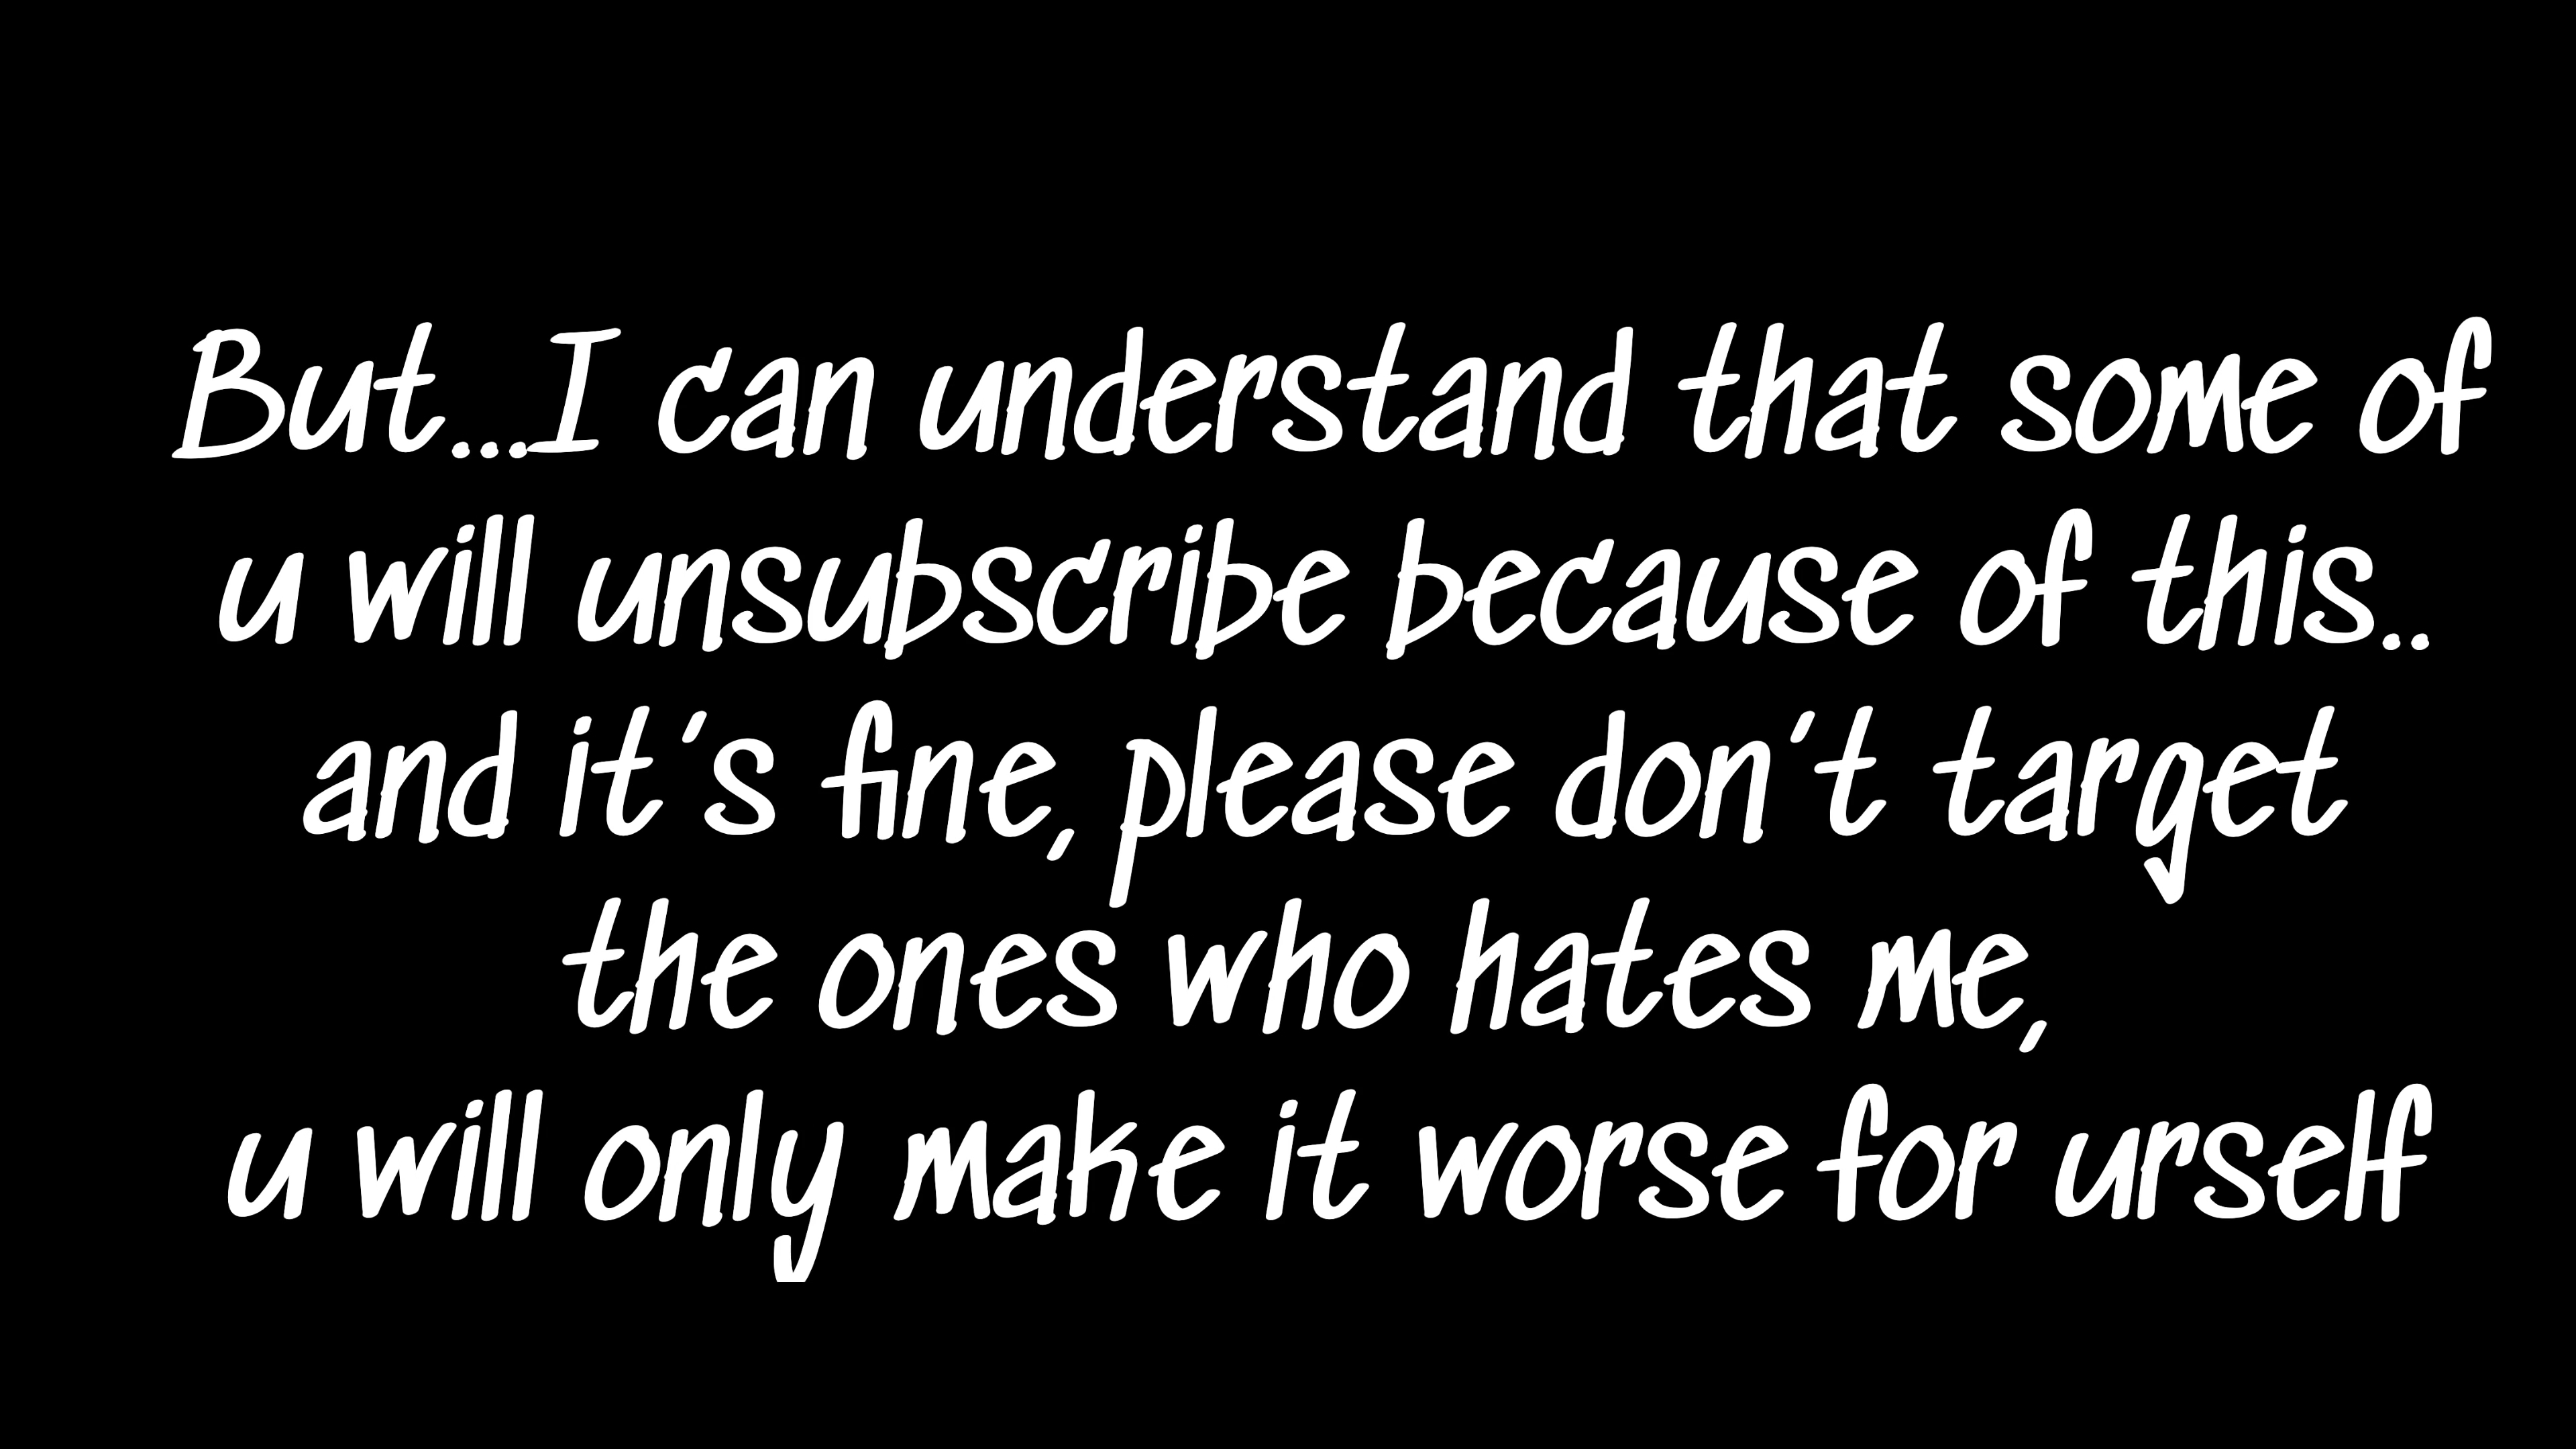 But...I can understand that some of
u will unsubscribe because of this..
and it's fine, please don't target
the ones who hates me,
u will only make it worse for urself